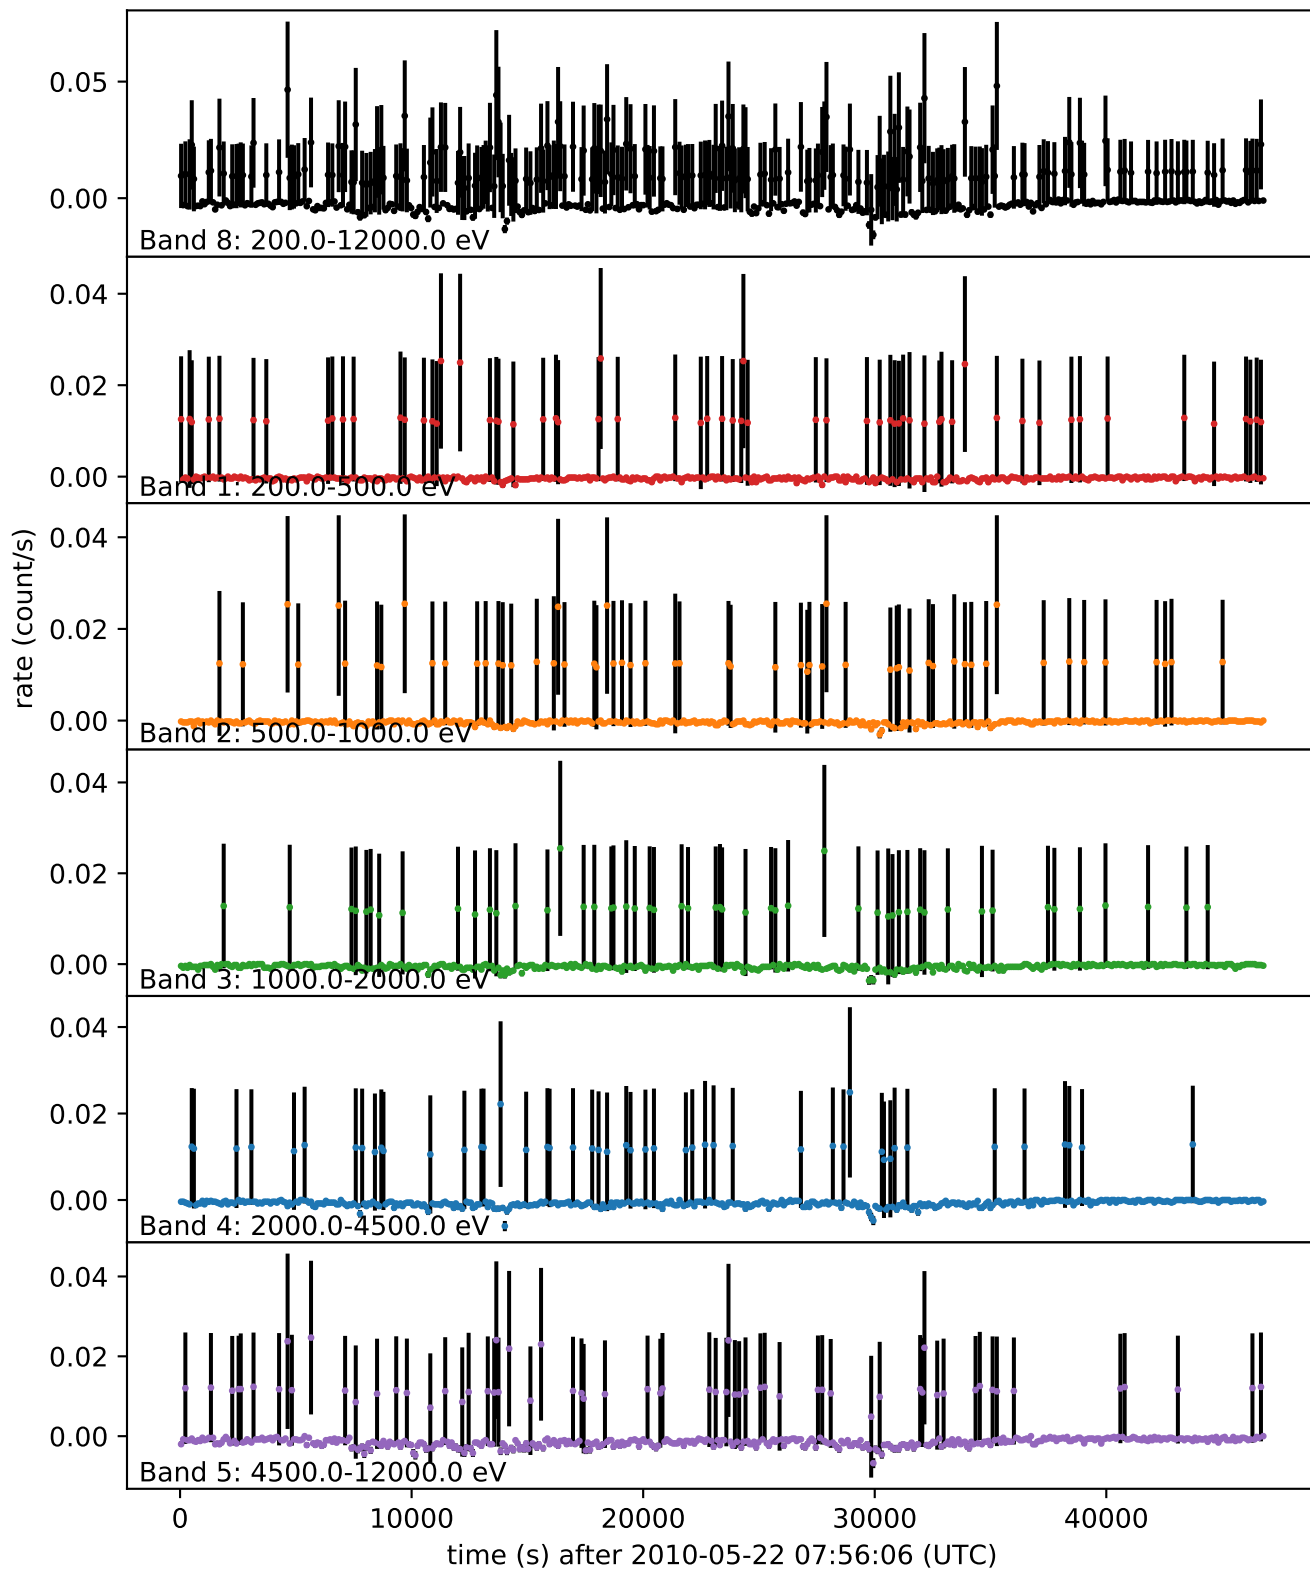 0.05
0.00
Band 8: 200.0-12000.0 eV
0.04
0.02
0.00
Band 1: 200.0-500.0 eV
0.04
0.02
0.00
Band 2: 500.0-1000.0 eV
rate (count/s)
0.04
0.02
0.00
Band 3: 1000.0-2000.0 eV
0.04
0.02
0.00
Band 4: 2000.0-4500.0 eV
0.04
0.02
0.00
Band 5: 4500.0-12000.0 eV
0 10000 20000 30000 40000
time (s) after 2010-05-22 07:56:06 (UTC)